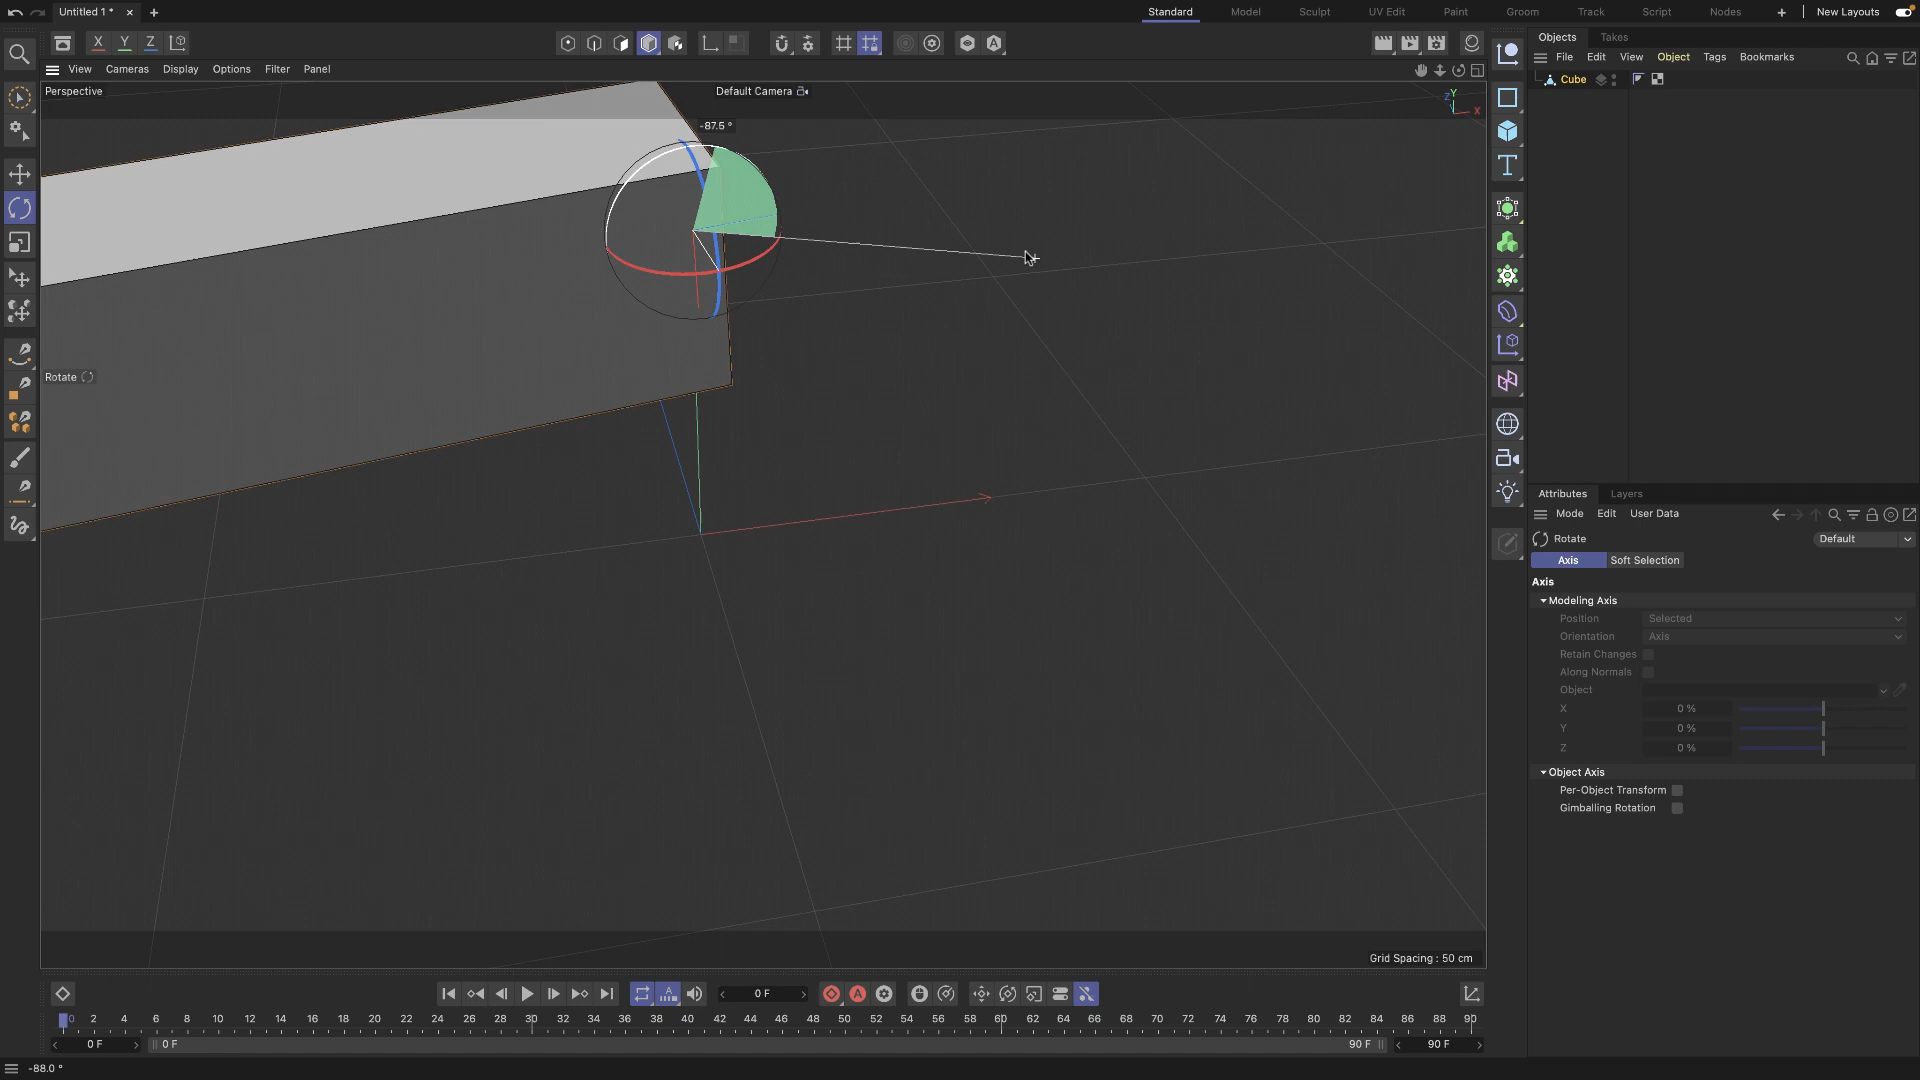 Untitled 1 *
Standard
Model
Sculpt
UV Edit
Paint
Groom
Track
Script
Nodes
New Layouts
X Y Z
View Cameras Display Options Filter Panel
Perspective
Default Camera
Y
Z
X
-87.5 °
Rotate
Grid Spacing : 50 cm
Objects Takes
File Edit View Object Tags Bookmarks
Cube
Attributes Layers
Mode Edit User Data
Rotate
Default
Axis Soft Selection
Axis
Modeling Axis
Position Selected
Orientation Axis
Retain Changes
Along Normals
Object
X 0 %
Y 0 %
Z 0 %
Object Axis
Per-Object Transform
Gimballing Rotation
0 F
0 2 4 6 8 10 12 14 16 18 20 22 24 26 28 30 32 34 36 38 40 42 44 46 48 50 52 54 56 58 60 62 64 66 68 70 72 74 76 78 80 82 84 86 88 90
0 F 0 F 90 F 90 F
-88.0 °